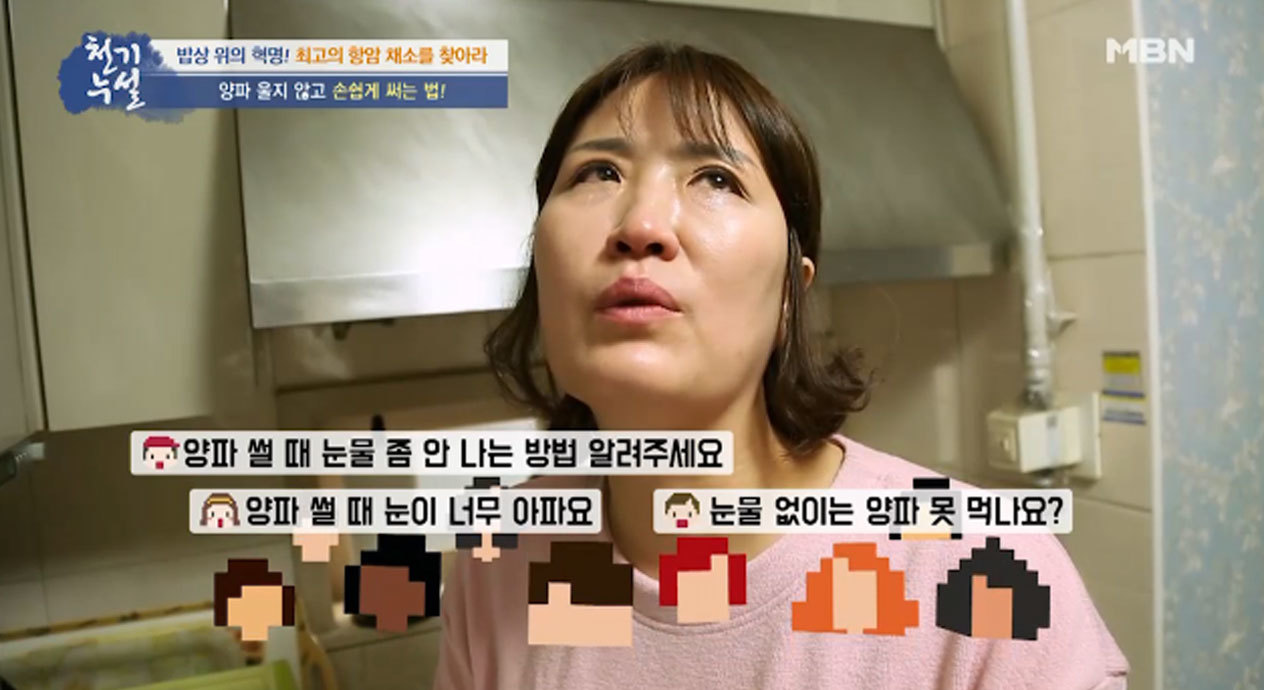 천기누설
밥상 위의 혁명! 최고의 항암 채소를 찾아라
MBN
양파 울지 않고 손쉽게 써는 법!
양파 썰 때 눈물 좀 안 나는 방법 알려주세요
양파 썰 때 눈이 너무 아파요
눈물 없이는 양파 못 먹나요?